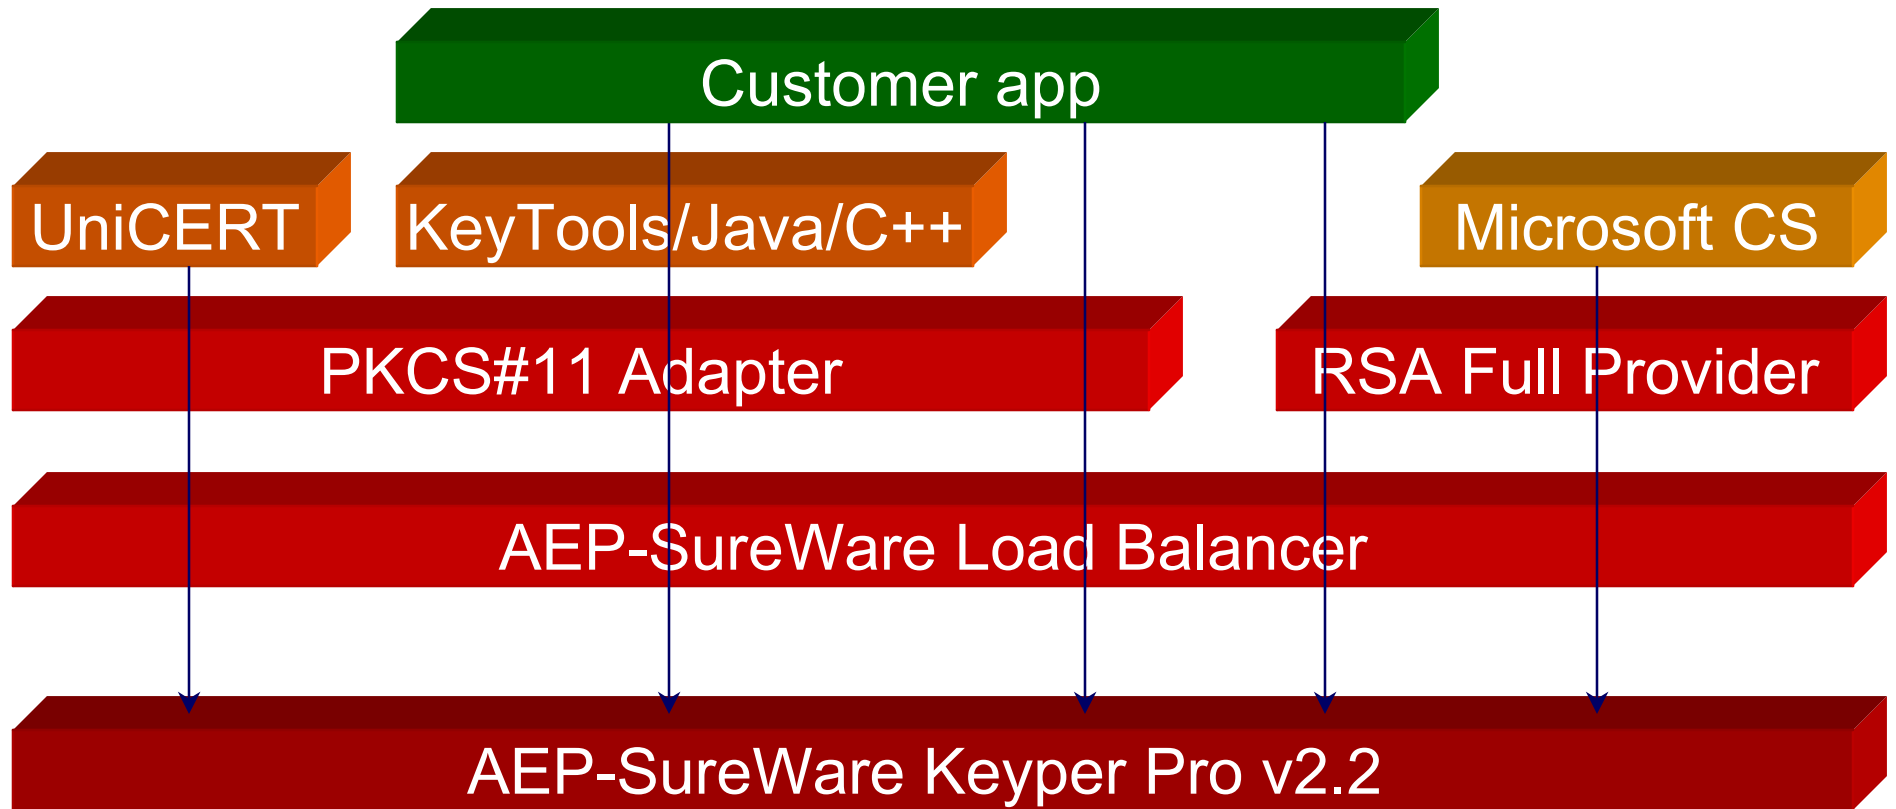 Customer app
UniCERT
KeyTools/Java/C++
Microsoft CS
PKCS#11 Adapter
RSA Full Provider
AEP-SureWare Load Balancer
AEP-SureWare Keyper Pro v2.2